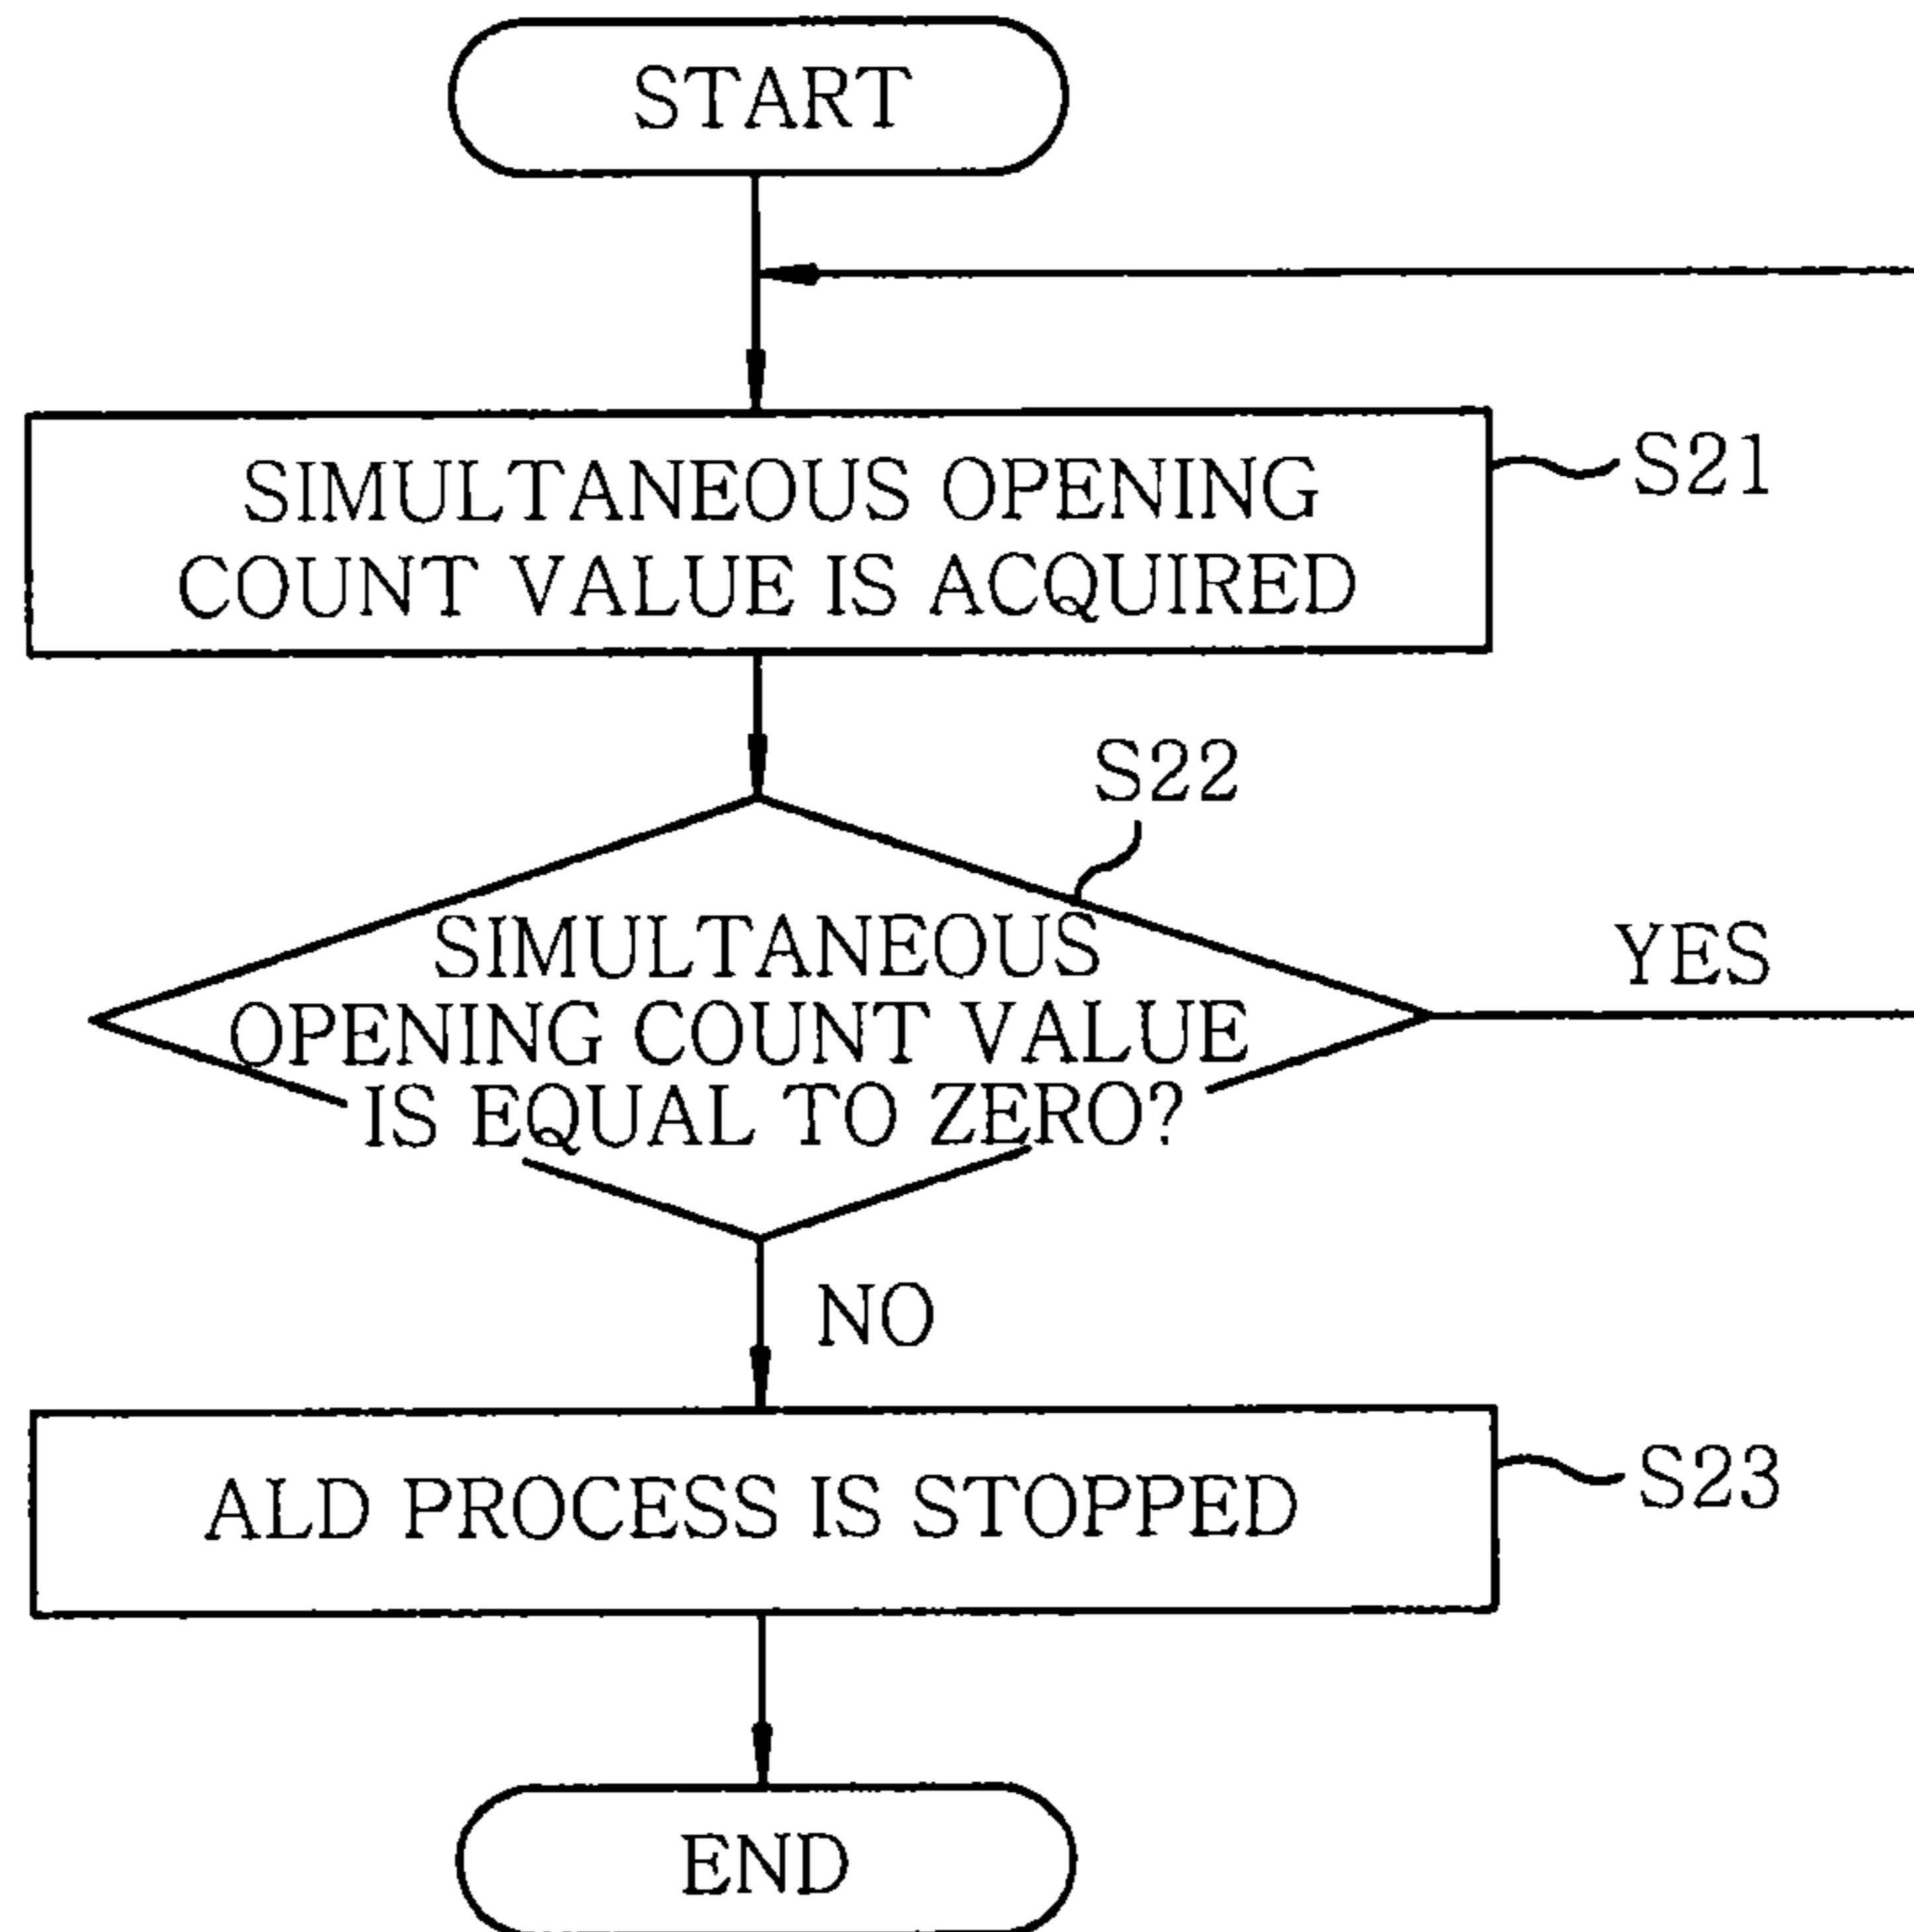 START
SIMULTANEOUS OPENING
COUNT VALUE IS ACQUIRED
S21
S22
SIMULTANEOUS
OPENING COUNT VALUE
IS EQUAL TO ZERO?
YES
NO
ALD PROCESS IS STOPPED
S23
END